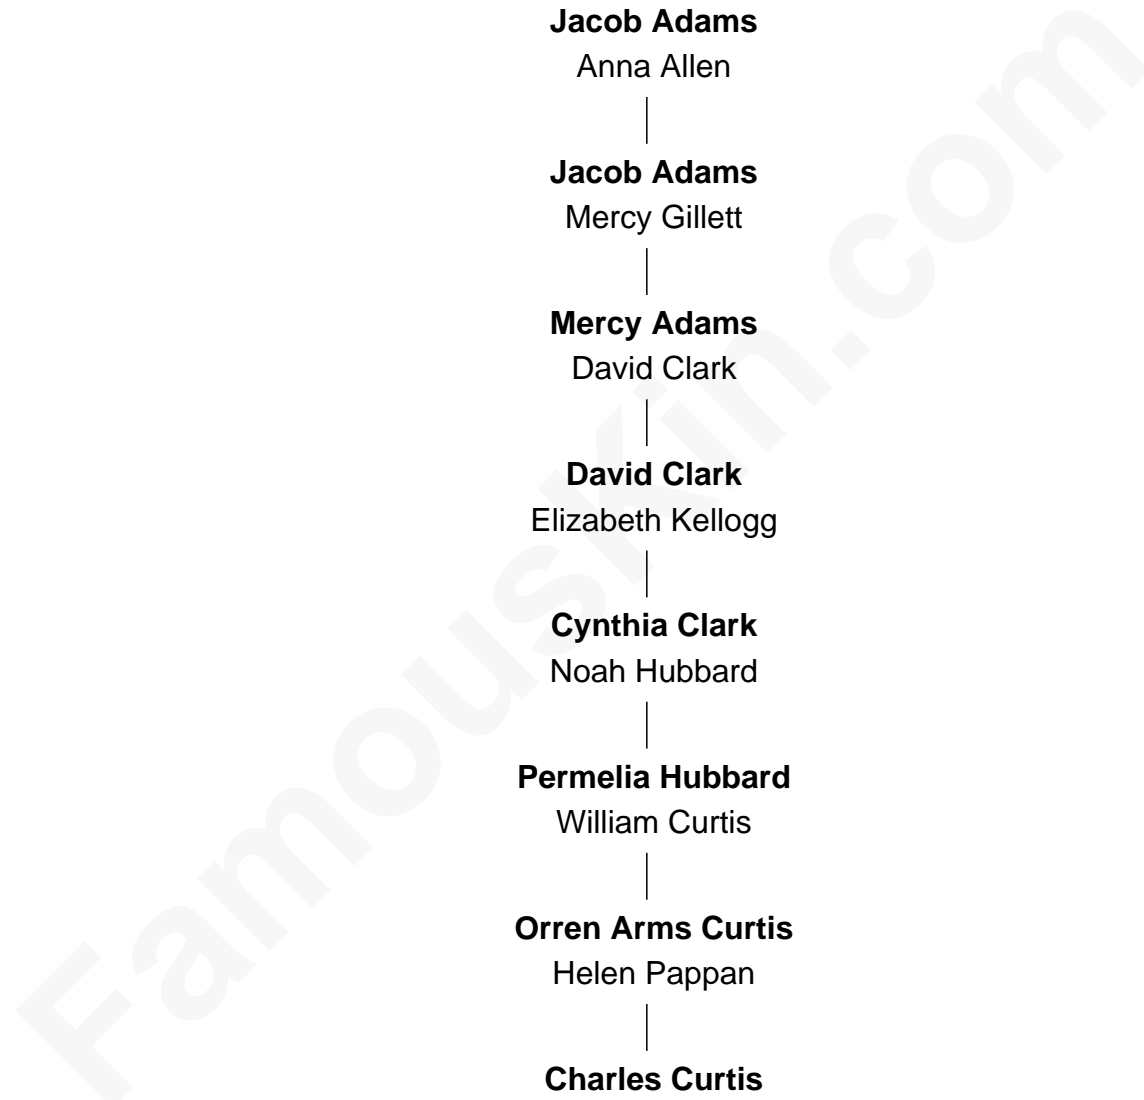 Jacob Adams
Anna Allen
Jacob Adams
Mercy Gillett
Mercy Adams
David Clark
David Clark
Elizabeth Kellogg
Cynthia Clark
Noah Hubbard
Permelia Hubbard
William Curtis
Orren Arms Curtis
Helen Pappan
Charles Curtis
FamousKin.com